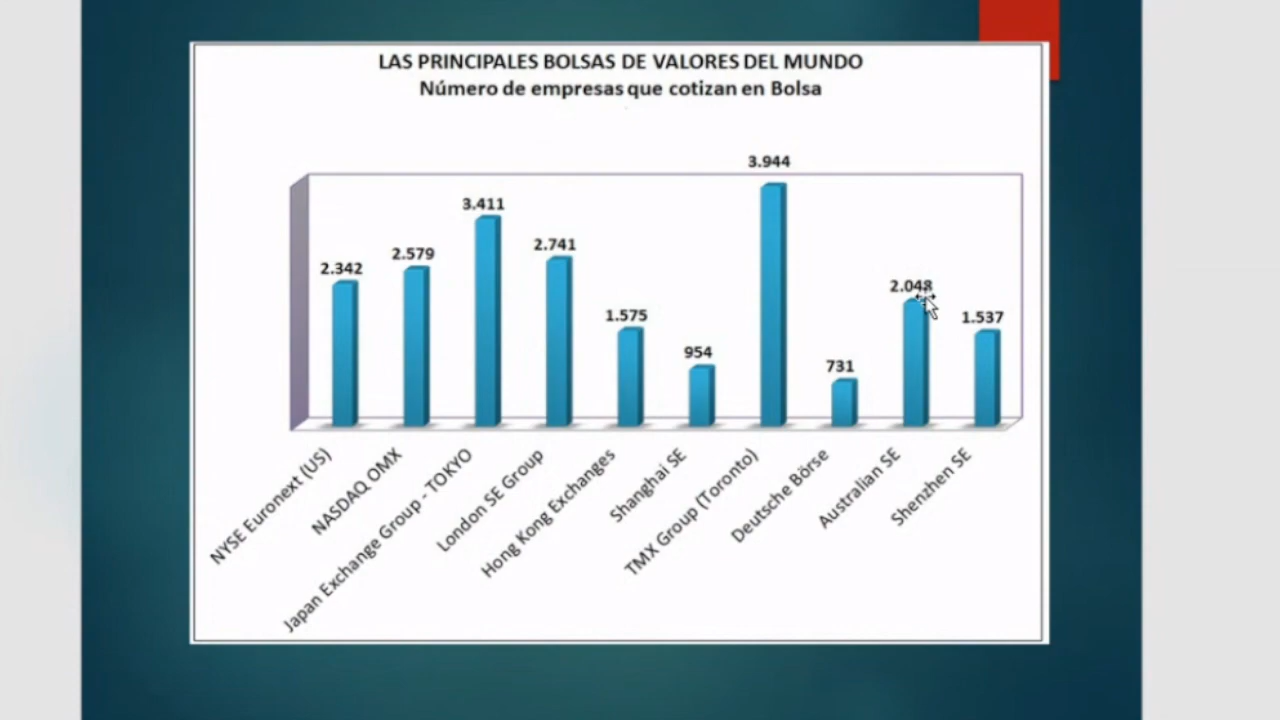 LAS PRINCIPALES BOLSAS DE VALORES DEL MUNDO
Número de empresas que cotizan en Bolsa
3.944
3.411
2.741
2.579
2.342
2.048
1.575
1.537
954
731
NYSE Euronext (US)
NASDAQ OMX
Japan Exchange Group - TOKYO
London SE Group
Hong Kong Exchanges
Shanghai SE
TMX Group (Toronto)
Deutsche Börse
Australian SE
Shenzhen SE